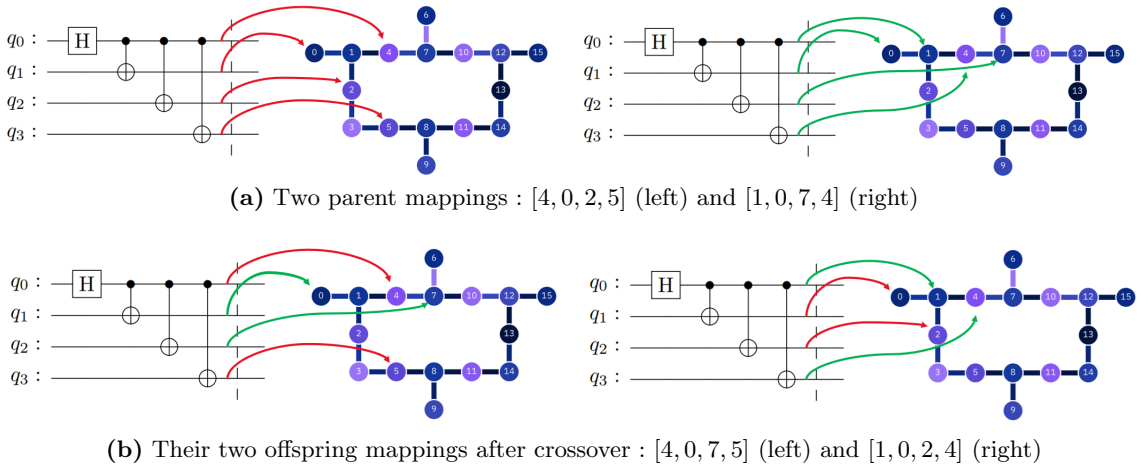 q0 : H 0 1 4 7 10 12 15 6
q1 :
q2 : 2 13
q3 : 3 5 8 11 14
9
q0 : H 0 1 4 7 10 12 15 6
q1 :
q2 : 2 13
q3 : 3 5 8 11 14
9
(a) Two parent mappings : [4, 0, 2, 5] (left) and [1, 0, 7, 4] (right)
q0 : H 0 1 4 7 10 12 15 6
q1 :
q2 : 2 13
q3 : 3 5 8 11 14
9
q0 : H 0 1 4 7 10 12 15 6
q1 :
q2 : 2 13
q3 : 3 5 8 11 14
9
(b) Their two offspring mappings after crossover : [4, 0, 7, 5] (left) and [1, 0, 2, 4] (right)